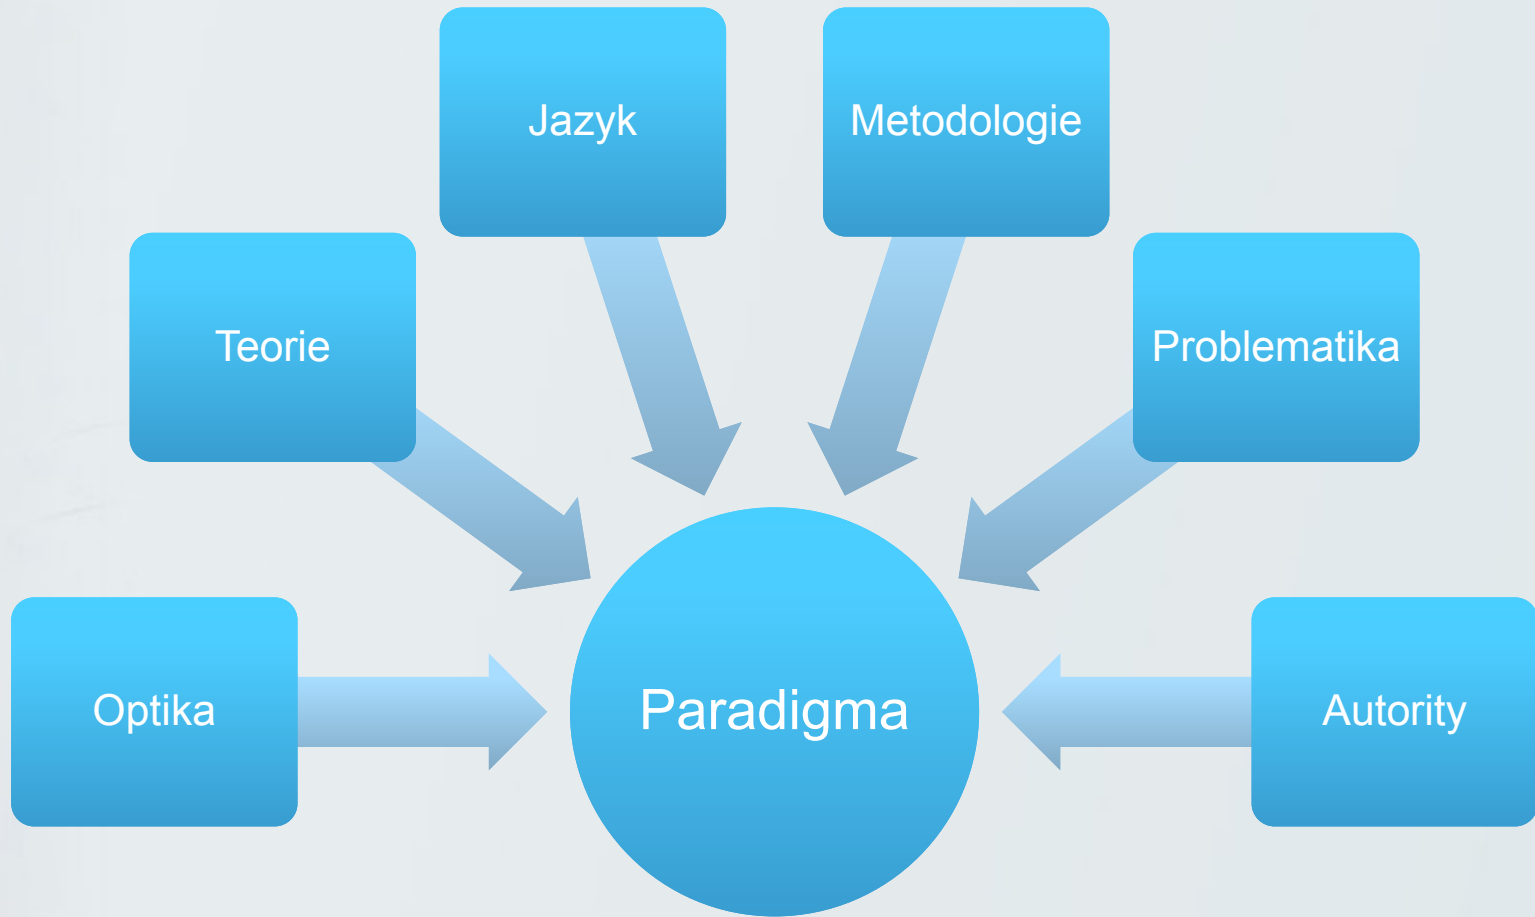 Jazyk
Metodologie
Teorie
Problematika
Optika
Paradigma
Autority